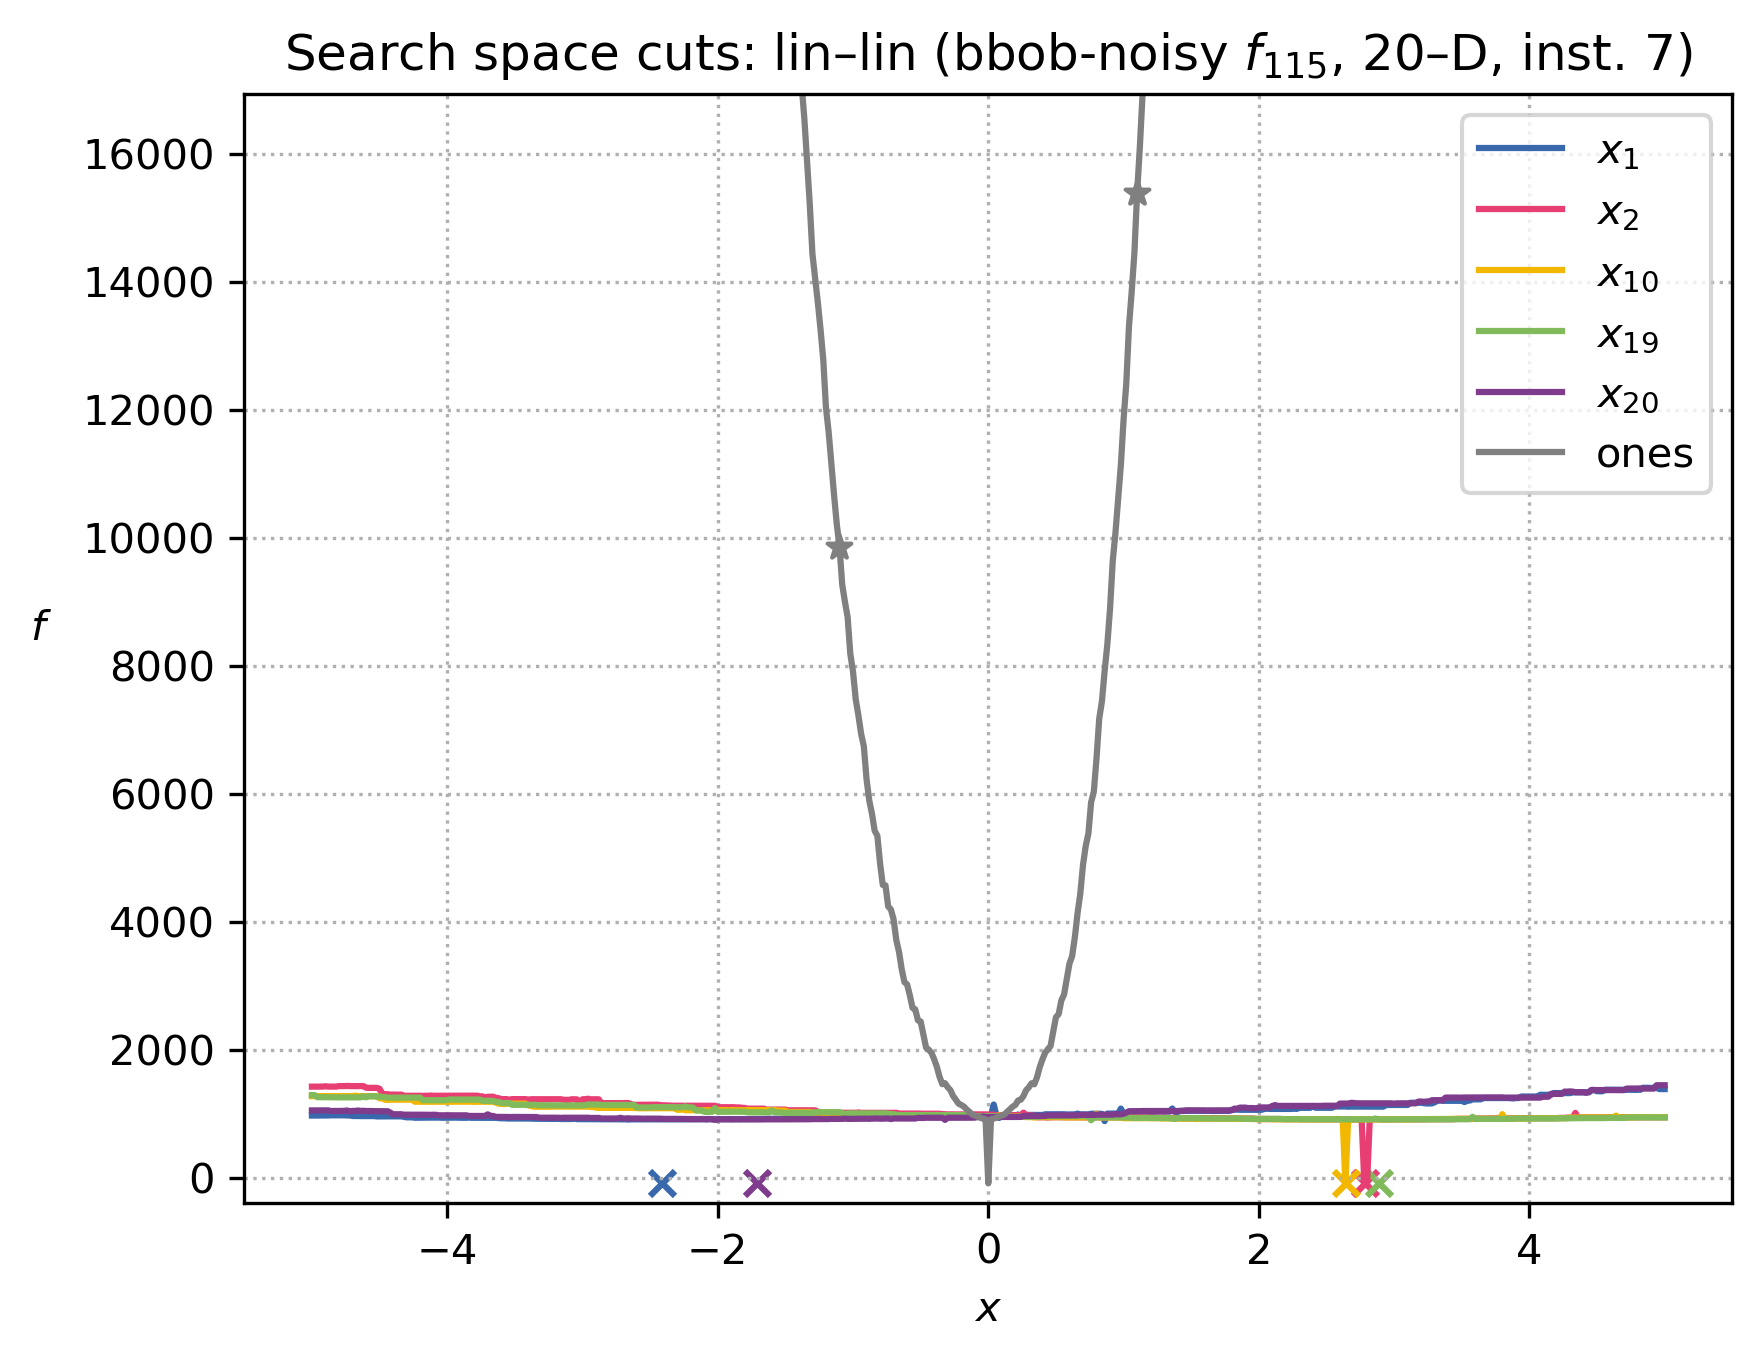 Search space cuts: lin–lin (bbob-noisy f115, 20–D, inst. 7)
16000
14000
12000
10000
8000
6000
4000
2000
0
f
−4
−2
0
2
4
x
x1
x2
x10
x19
x20
ones